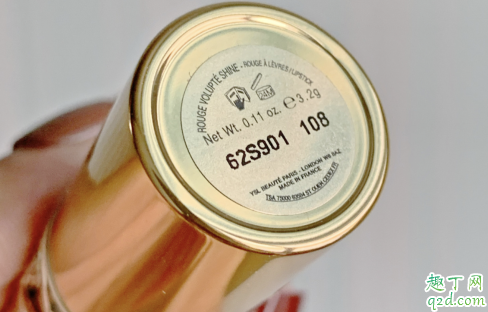 ROUGE VOLUPTÉ SHINE - ROUGE À LÈVRES / LIPSTICK
24M
Net Wt. 0.11 oz. ℮ 3.2g
62S901 108
YSL BEAUTÉ PARIS - LONDON W6 8AZ
MADE IN FRANCE
趣丁网
q2d.com